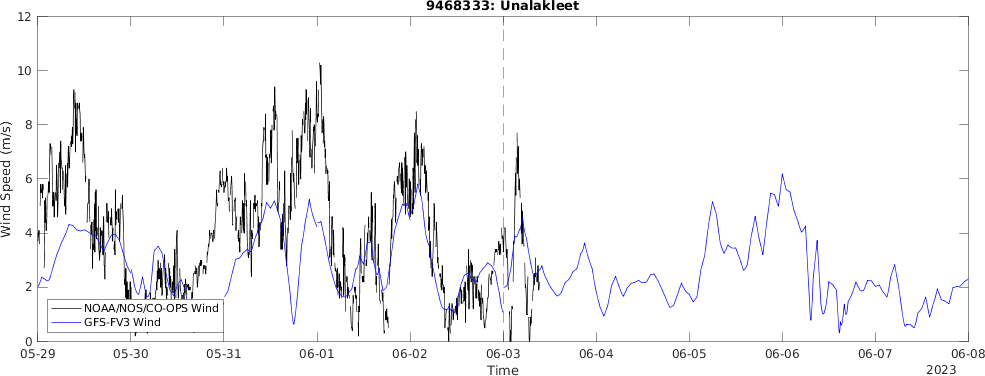 9468333: Unalakleet
12
10
8
6
4
2
0
Wind Speed (m/s)
NOAA/NOS/CO-OPS Wind
GFS-FV3 Wind
05-29 05-30 05-31 06-01 06-02 06-03 06-04 06-05 06-06 06-07 06-08
Time
2023